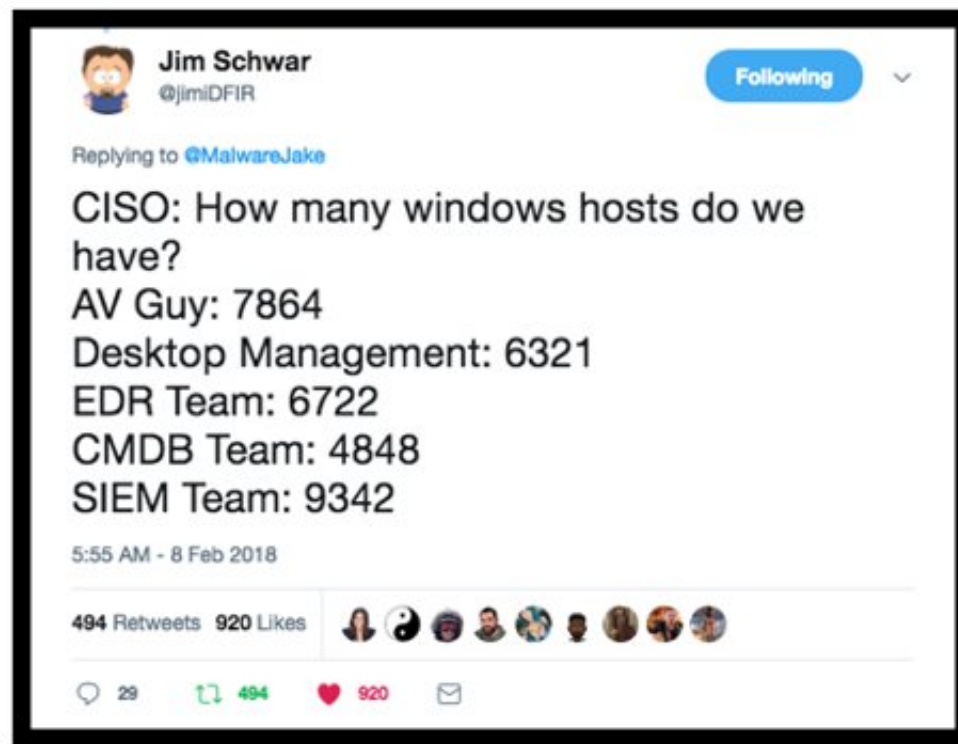 Jim Schwar
@jimiDFIR
Following
Replying to @MalwareJake
CISO: How many windows hosts do we
have?
AV Guy: 7864
Desktop Management: 6321
EDR Team: 6722
CMDB Team: 4848
SIEM Team: 9342
5:55 AM - 8 Feb 2018
494 Retweets 920 Likes
29 494 920